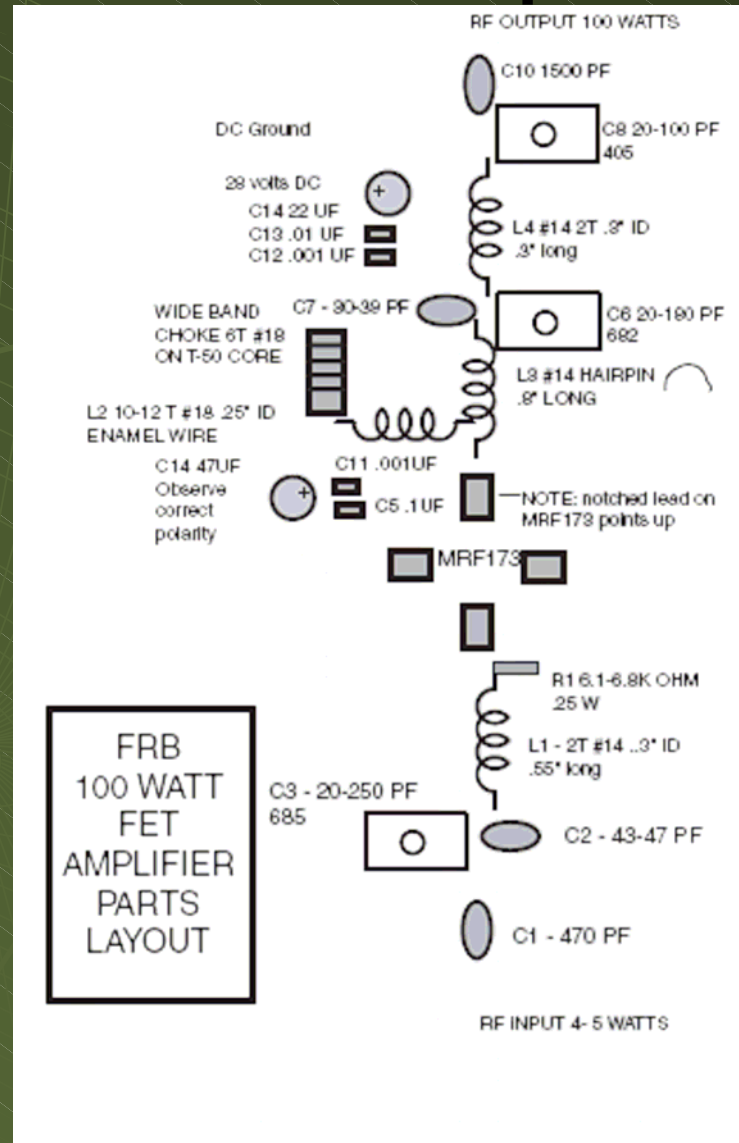 RF OUTPUT 100 WATTS
C10 1500 PF
DC Ground
C8 20-100 PF
405
28 volts DC
+
C14 22 UF
C13 .01 UF
C12 .001 UF
L4 #14 2T .3" ID
.3" long
WIDE BAND
CHOKE 6T #18
ON T-50 CORE
C7 - 30-39 PF
C6 20-180 PF
682
L3 #14 HAIRPIN
.8" LONG
L2 10-12 T #18 .25" ID
ENAMEL WIRE
C14 47UF
Observe
correct
polarity
+
C11 .001UF
C5 .1UF
NOTE: notched lead on
MRF173 points up
MRF173
R1 6.1-6.8K OHM
.25 W
L1 - 2T #14 ..3" ID
.55" long
FRB
100 WATT
FET
AMPLIFIER
PARTS
LAYOUT
C3 - 20-250 PF
685
C2 - 43-47 PF
C1 - 470 PF
RF INPUT 4- 5 WATTS